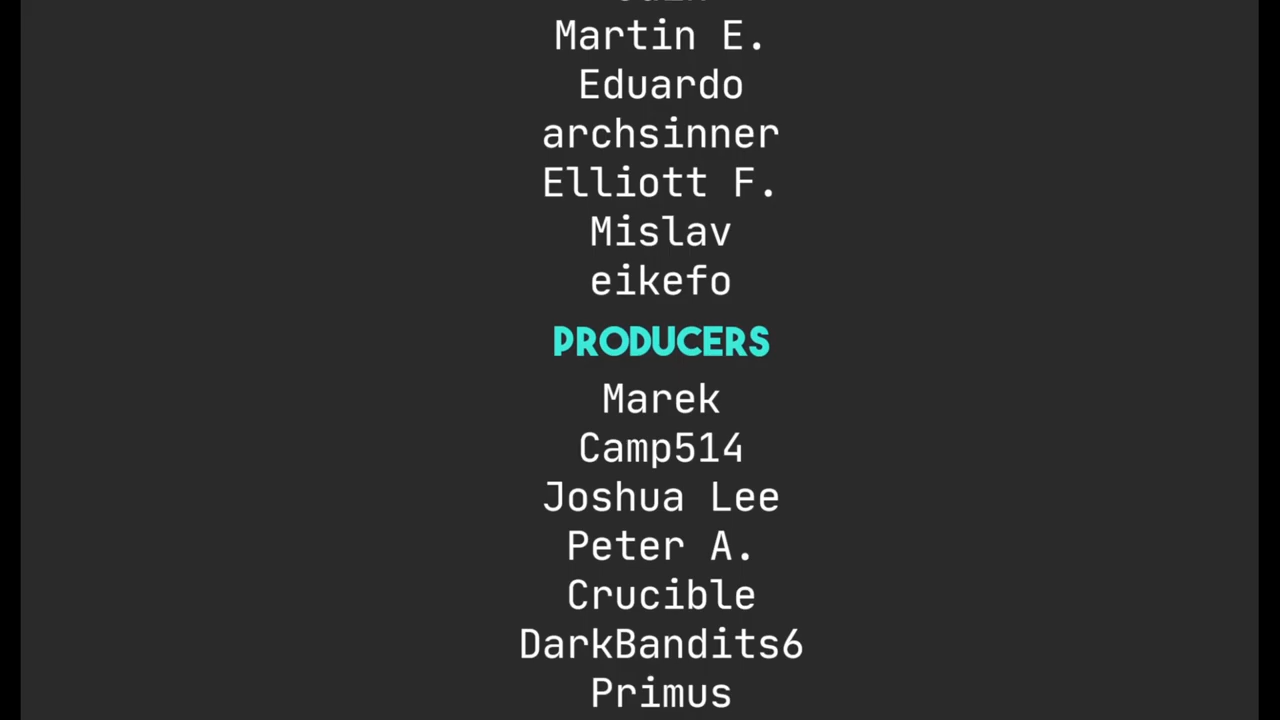 Martin E.
Eduardo
archsinner
Elliott F.
Mislav
eikefo
PRODUCERS
Marek
Camp514
Joshua Lee
Peter A.
Crucible
DarkBandits6
Primus